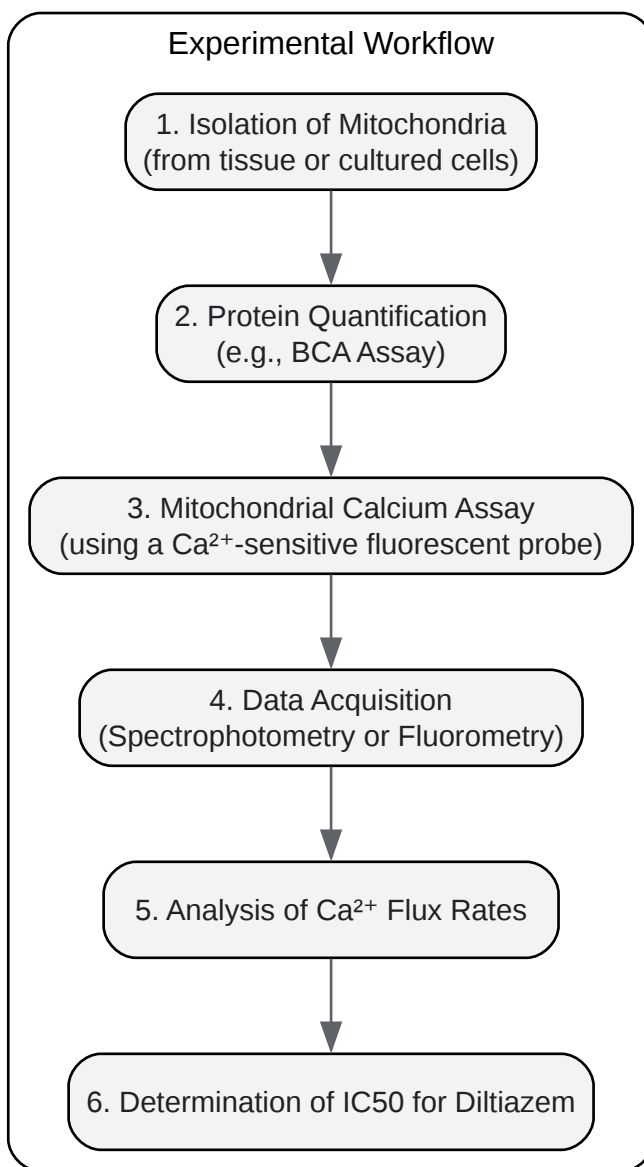 Experimental Workflow
1. Isolation of Mitochondria
(from tissue or cultured cells)
2. Protein Quantification
(e.g., BCA Assay)
3. Mitochondrial Calcium Assay
(using a Ca²⁺-sensitive fluorescent probe)
4. Data Acquisition
(Spectrophotometry or Fluorometry)
5. Analysis of Ca²⁺ Flux Rates
6. Determination of IC50 for Diltiazem